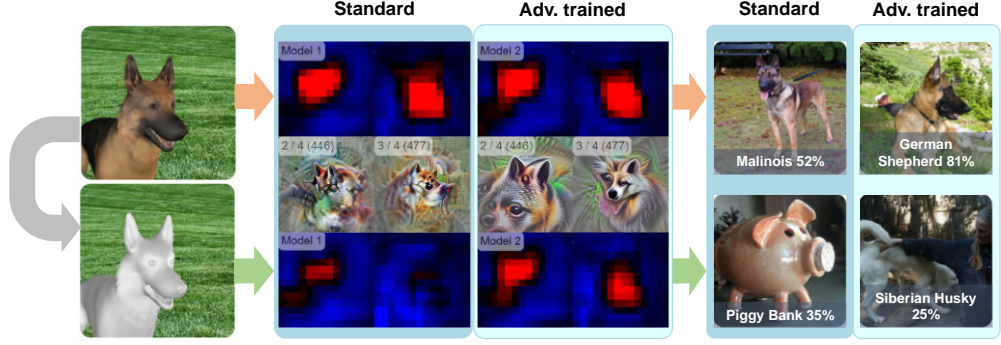 Standard
Adv. trained
Standard
Adv. trained
Model 1
Model 2
2 / 4 (446)
3 / 4 (477)
2 / 4 (446)
3 / 4 (477)
Model 1
Model 2
Malinois 52%
German
Shepherd 81%
Piggy Bank 35%
Siberian Husky
25%